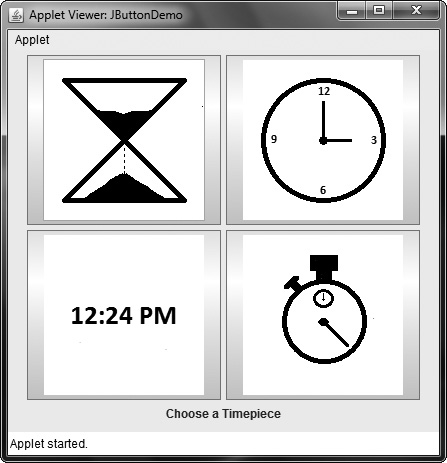 Applet Viewer: JButtonDemo
Applet
12
9 3
6
12:24 PM
Choose a Timepiece
Applet started.